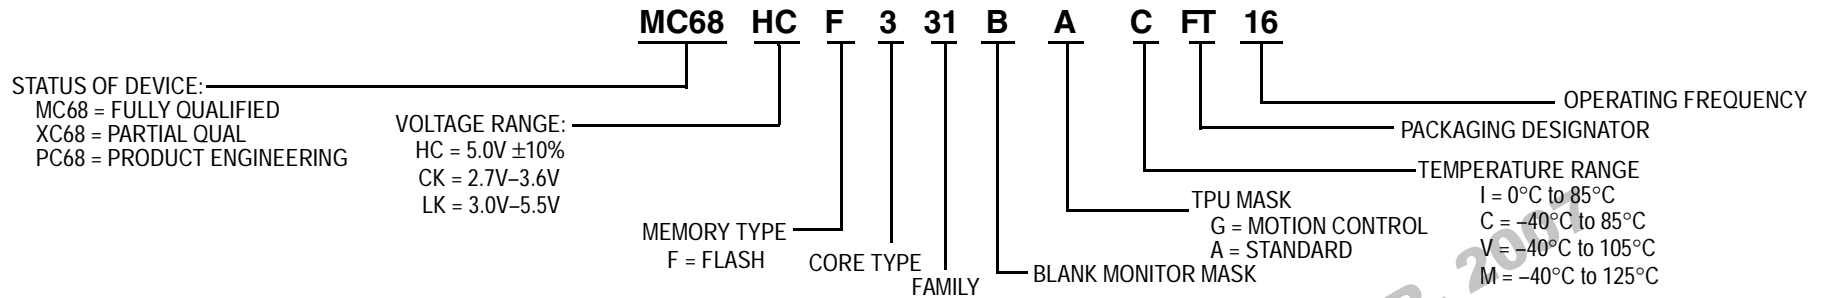 MC68 HC F 3 31 B A C FT 16
STATUS OF DEVICE:
MC68 = FULLY QUALIFIED
XC68 = PARTIAL QUAL
PC68 = PRODUCT ENGINEERING
VOLTAGE RANGE:
HC = 5.0V ±10%
CK = 2.7V–3.6V
LK = 3.0V–5.5V
MEMORY TYPE
F = FLASH
CORE TYPE
FAMILY
BLANK MONITOR MASK
TPU MASK
G = MOTION CONTROL
A = STANDARD
TEMPERATURE RANGE
I = 0°C to 85°C
C = –40°C to 85°C
V = –40°C to 105°C
M = –40°C to 125°C
PACKAGING DESIGNATOR
OPERATING FREQUENCY
2007